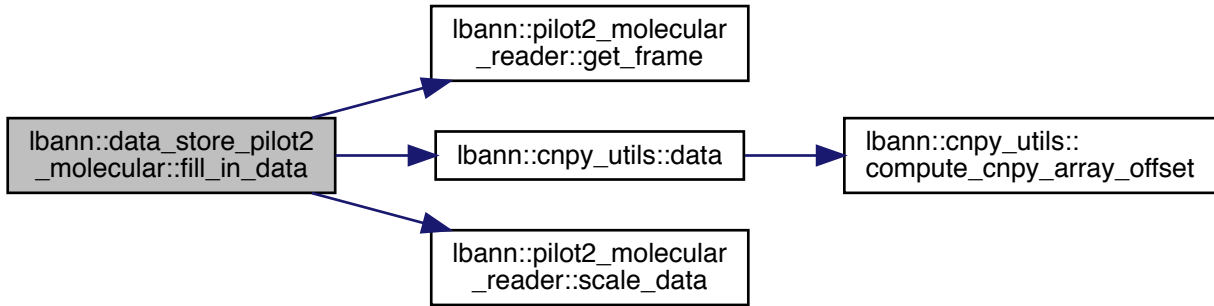 lbann::data_store_pilot2
_molecular::fill_in_data
lbann::pilot2_molecular
_reader::get_frame
lbann::cnpy_utils::data
lbann::cnpy_utils::
compute_cnpy_array_offset
lbann::pilot2_molecular
_reader::scale_data